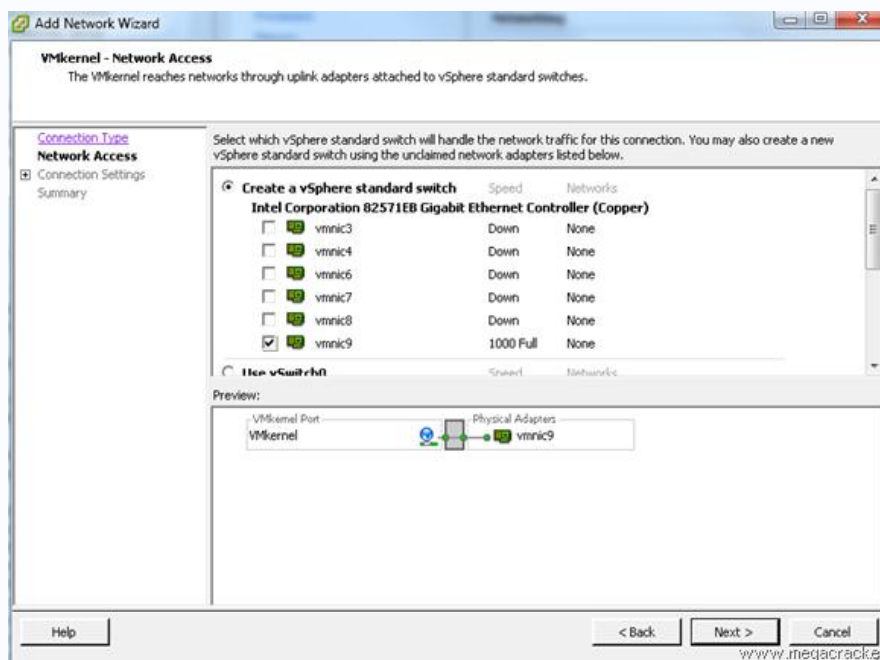 Add Network Wizard
VMkernel - Network Access
The VMkernel reaches networks through uplink adapters attached to vSphere standard switches.
Connection Type
Network Access
Connection Settings
Summary
Select which vSphere standard switch will handle the network traffic for this connection. You may also create a new
vSphere standard switch using the unclaimed network adapters listed below.
Create a vSphere standard switch Speed Networks
Intel Corporation 82571EB Gigabit Ethernet Controller (Copper)
vmnic3 Down None
vmnic4 Down None
vmnic6 Down None
vmnic7 Down None
vmnic8 Down None
vmnic9 1000 Full None
Use vSwitch0 Speed Networks
Preview:
VMkernel Port Physical Adapters
VMkernel vmnic9
Help < Back Next > Cancel
www.megacracke